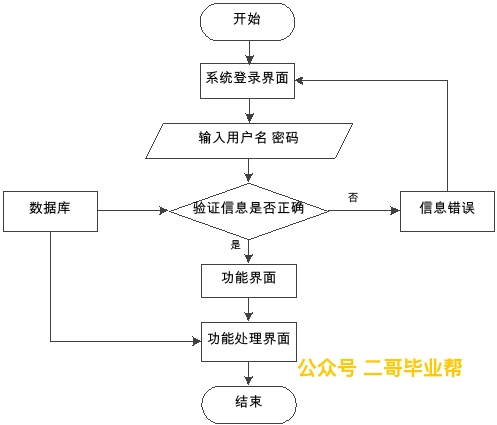 开始
系统登录界面
输入用户名 密码
数据库
验证信息是否正确
否
信息错误
是
功能界面
功能处理界面
公众号 二哥毕业帮
结束